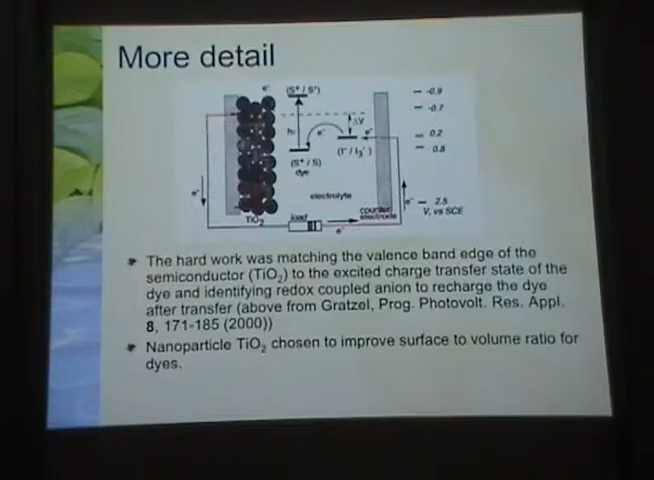 More detail
e⁻
(S⁺ / S*)
-0.9
-0.7
ΔV
hν
e⁻
e⁻
0.2
0.8
(I⁻ / I₃⁻)
(S⁺ / S)
dye
e⁻
electrolyte
e⁻
2.5
V, vs SCE
TiO₂
load
counter
electrode
e⁻
The hard work was matching the valence band edge of the
semiconductor (TiO₂) to the excited charge transfer state of the
dye and identifying redox coupled anion to recharge the dye
after transfer (above from Gratzel, Prog. Photovolt. Res. Appl.
8, 171-185 (2000))
Nanoparticle TiO₂ chosen to improve surface to volume ratio for
dyes.